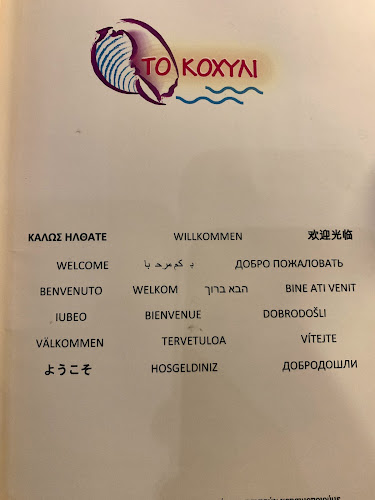 ΤΟ ΚΟΧΥΛΙ
ΚΑΛΩΣ ΗΛΘΑΤΕ WILLKOMMEN 欢迎光临
WELCOME ДОБРО ПОЖАЛОВАТЬ
BENVENUTO WELKOM הבא ברוך BINE ATI VENIT
IUBEO BIENVENUE DOBRODOŠLI
VÄLKOMMEN TERVETULOA VÍTEJTE
ようこそ HOSGELDINIZ ДОБРОДОШЛИ